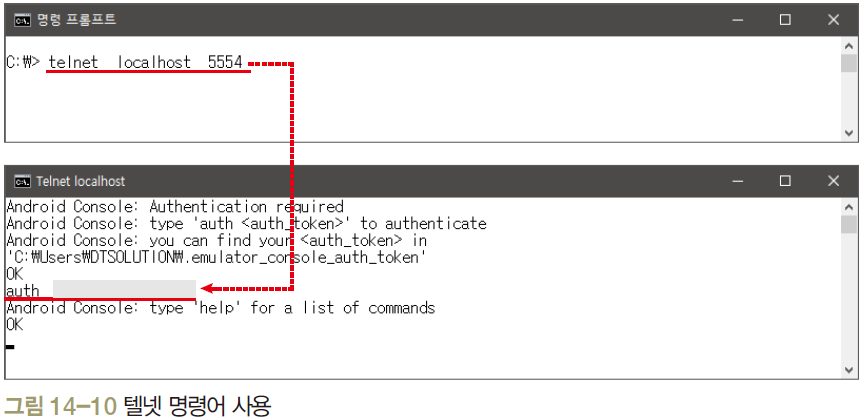 명령 프롬프트
C:₩> telnet localhost 5554
Telnet localhost
Android Console: Authentication required
Android Console: type 'auth <auth_token>' to authenticate
Android Console: you can find your <auth_token> in
'C:₩Users₩DTSOLUTION₩.emulator_console_auth_token'
OK
auth
Android Console: type 'help' for a list of commands
OK
그림 14-10 텔넷 명령어 사용